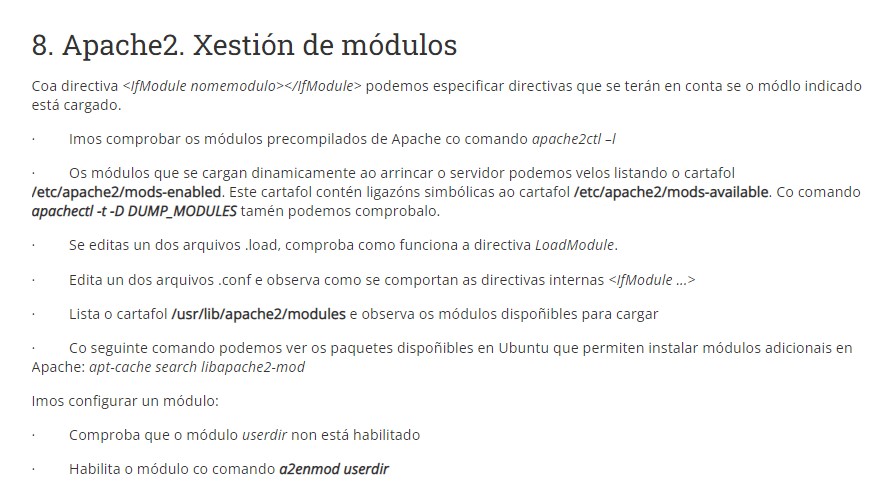 8. Apache2. Xestión de módulos
Coa directiva <IfModule nomemodulo></IfModule> podemos especificar directivas que se terán en conta se o módlo indicado
está cargado.
· Imos comprobar os módulos precompilados de Apache co comando apache2ctl –l
· Os módulos que se cargan dinamicamente ao arrincar o servidor podemos velos listando o cartafol
/etc/apache2/mods-enabled. Este cartafol contén ligazóns simbólicas ao cartafol /etc/apache2/mods-available. Co comando
apachectl -t -D DUMP_MODULES tamén podemos comprobalo.
· Se editas un dos arquivos .load, comproba como funciona a directiva LoadModule.
· Edita un dos arquivos .conf e observa como se comportan as directivas internas <IfModule ...>
· Lista o cartafol /usr/lib/apache2/modules e observa os módulos dispoñibles para cargar
· Co seguinte comando podemos ver os paquetes dispoñibles en Ubuntu que permiten instalar módulos adicionais en
Apache: apt-cache search libapache2-mod
Imos configurar un módulo:
· Comproba que o módulo userdir non está habilitado
· Habilita o módulo co comando a2enmod userdir